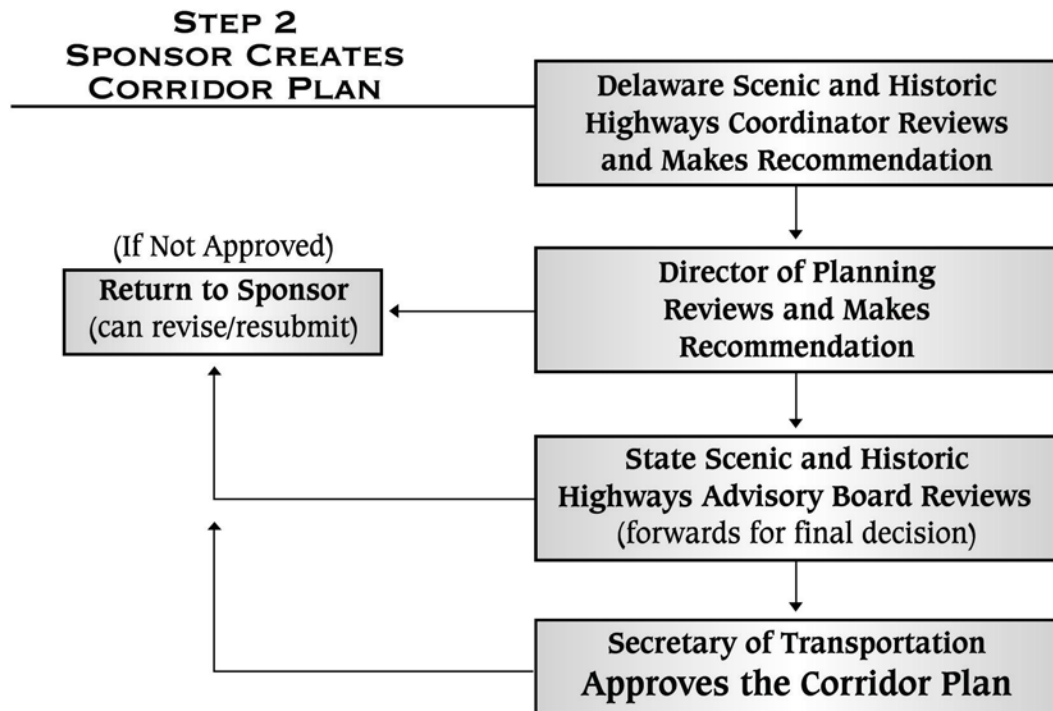 STEP 2
SPONSOR CREATES
CORRIDOR PLAN
Delaware Scenic and Historic
Highways Coordinator Reviews
and Makes Recommendation
(If Not Approved)
Return to Sponsor
(can revise/resubmit)
Director of Planning
Reviews and Makes
Recommendation
State Scenic and Historic
Highways Advisory Board Reviews
(forwards for final decision)
Secretary of Transportation
Approves the Corridor Plan